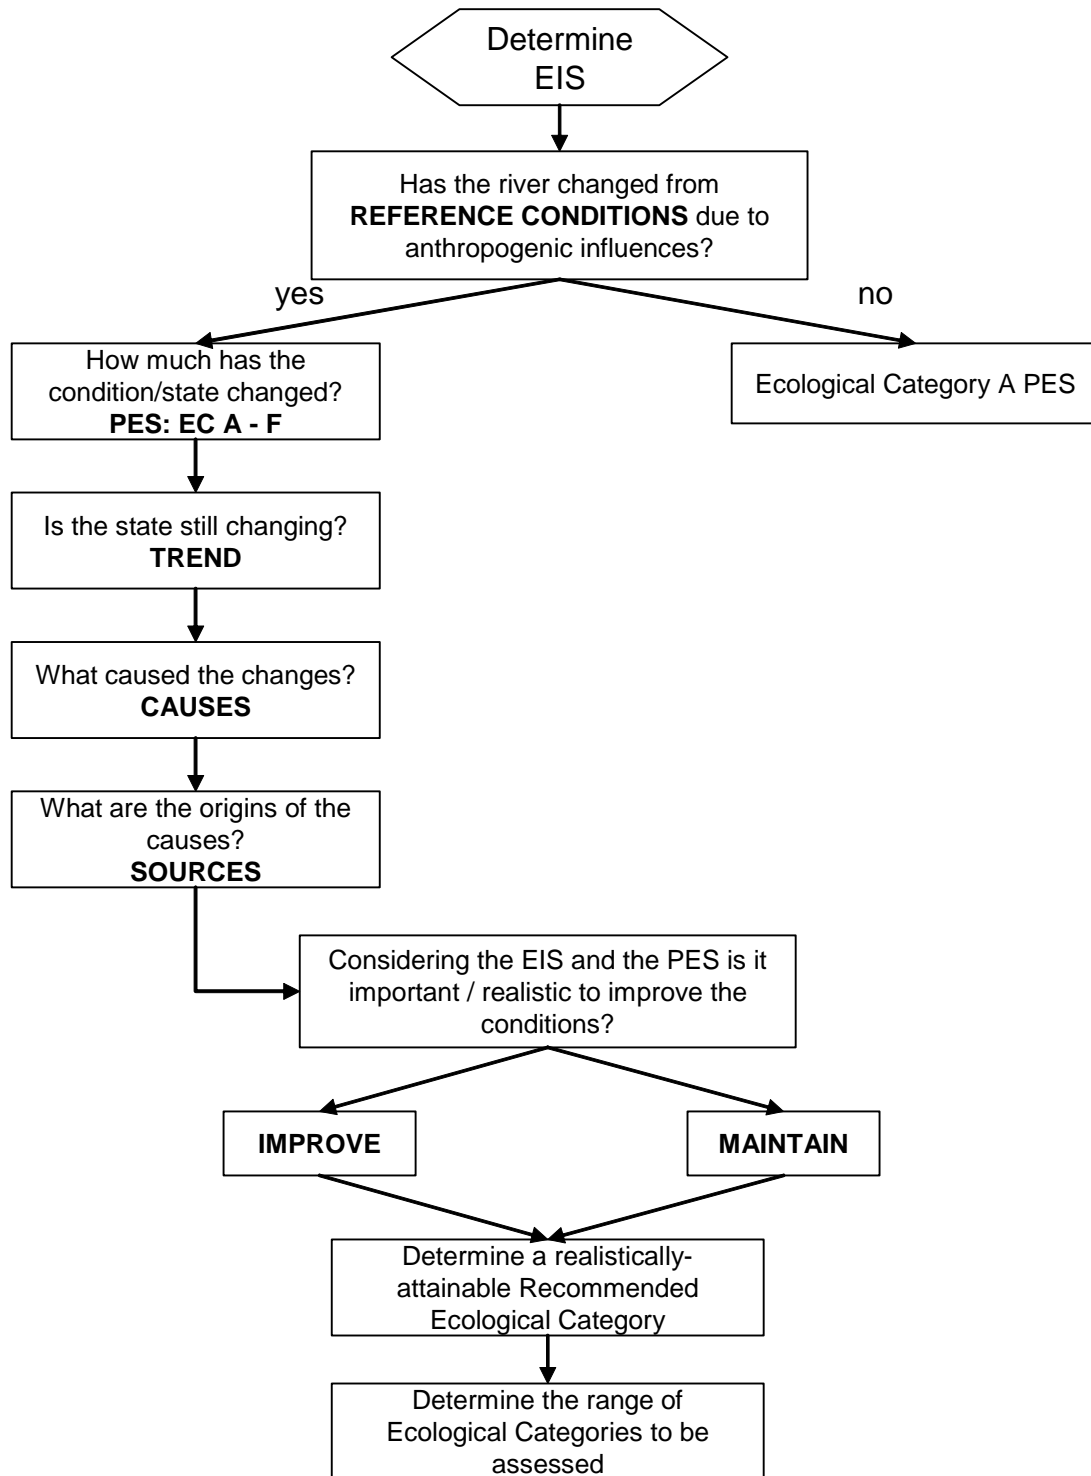 Determine
EIS
Has the river changed from
REFERENCE CONDITIONS due to
anthropogenic influences?
yes
no
How much has the
condition/state changed?
PES: EC A - F
Ecological Category A PES
Is the state still changing?
TREND
What caused the changes?
CAUSES
What are the origins of the
causes?
SOURCES
Considering the EIS and the PES is it
important / realistic to improve the
conditions?
IMPROVE
MAINTAIN
Determine a realistically-
attainable Recommended
Ecological Category
Determine the range of
Ecological Categories to be
assessed